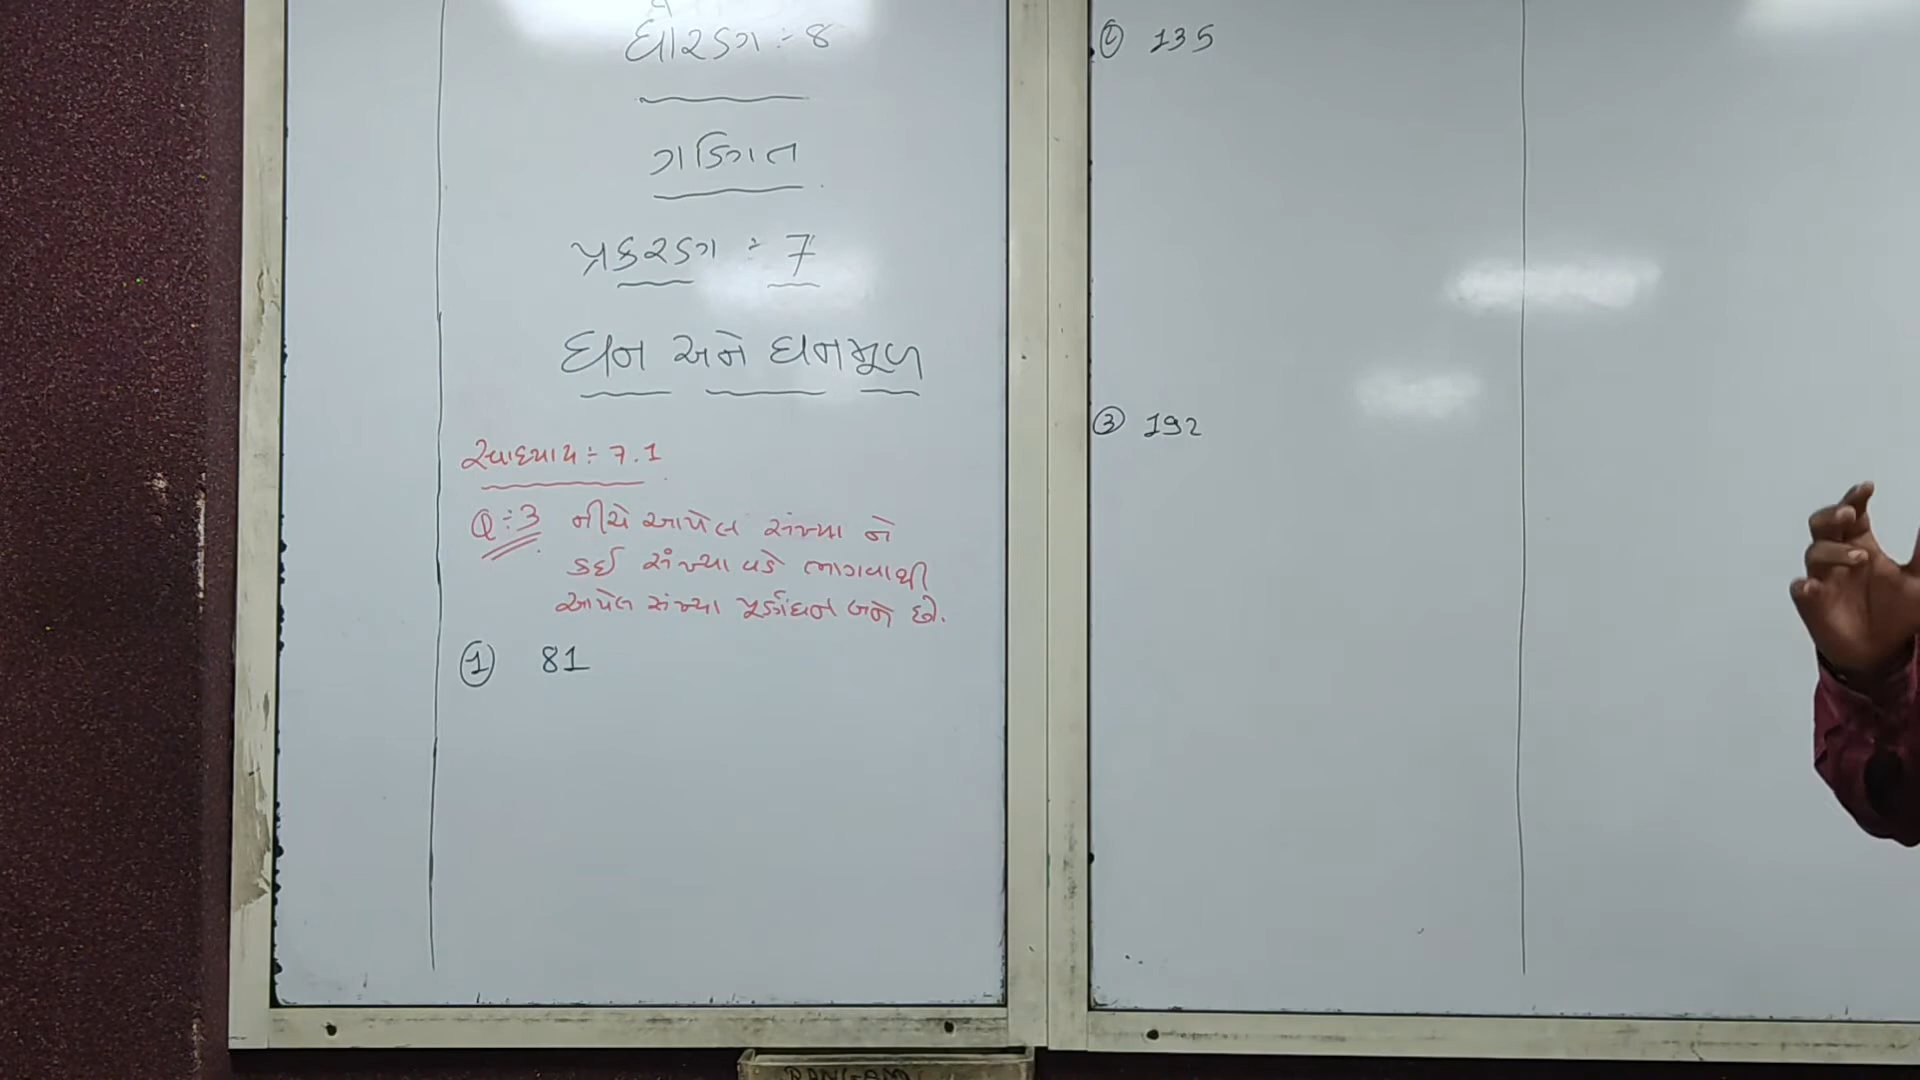 ધોરણ ÷ 8
ગણિત
પ્રકરણ ÷ 7
ઘન અને ઘનમૂળ
સ્વાધ્યાય ÷ 7.1
Q ÷ 3 નીચે આપેલ સંખ્યા ને
કઈ સંખ્યા વડે ભાગવાથી
આપેલ સંખ્યા પૂર્ણઘન બને છે.
① 81
② 135
③ 192